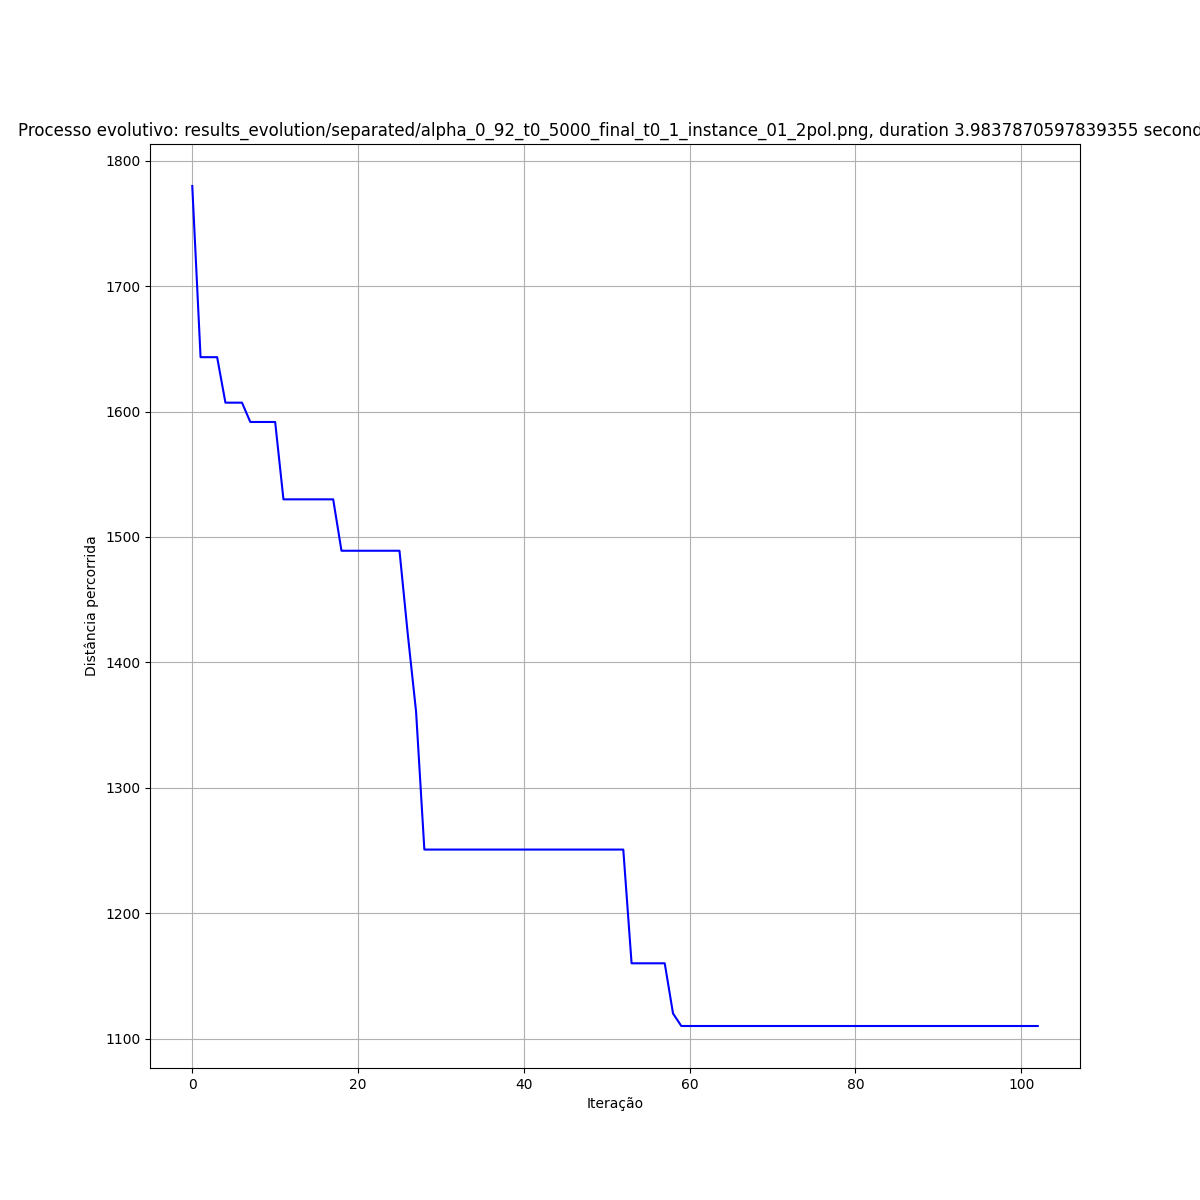 Processo evolutivo: results_evolution/separated/alpha_0_92_t0_5000_final_t0_1_instance_01_2pol.png, duration 3.9837870597839355 second
1800
1700
1600
1500
1400
1300
1200
1100
Distância percorrida
0 20 40 60 80 100
Iteração